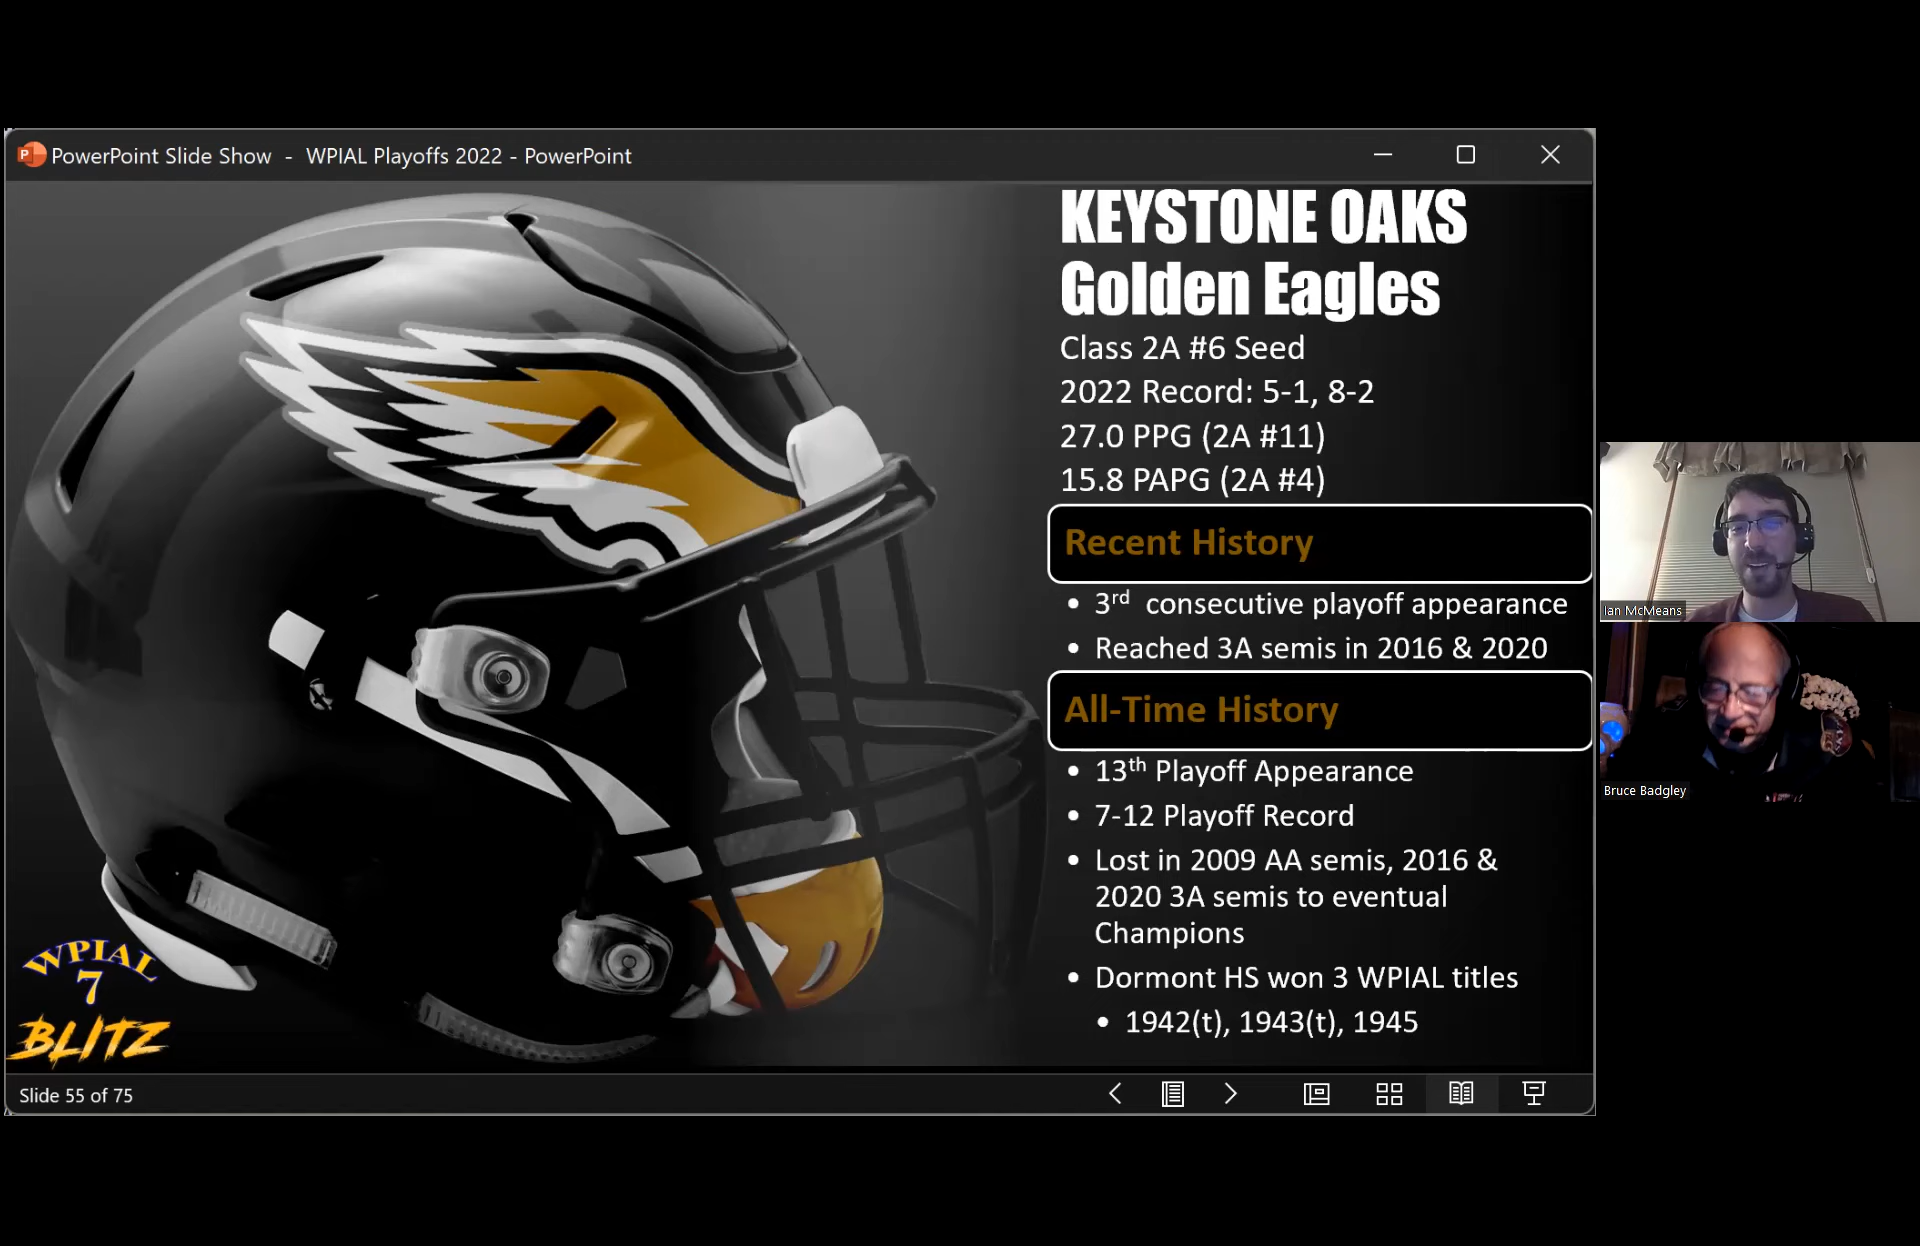 PowerPoint Slide Show - WPIAL Playoffs 2022 - PowerPoint
KEYSTONE OAKS
Golden Eagles
Class 2A #6 Seed
2022 Record: 5-1, 8-2
27.0 PPG (2A #11)
15.8 PAPG (2A #4)
Recent History
• 3rd consecutive playoff appearance
• Reached 3A semis in 2016 & 2020
All-Time History
• 13th Playoff Appearance
• 7-12 Playoff Record
• Lost in 2009 AA semis, 2016 &
2020 3A semis to eventual
Champions
• Dormont HS won 3 WPIAL titles
• 1942(t), 1943(t), 1945
WPIAL
7
BLITZ
Slide 55 of 75
Ian McMeans
Bruce Badgley